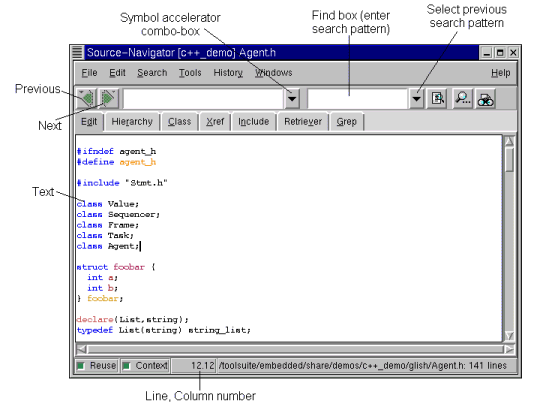 Symbol accelerator
combo-box
Find box (enter
search pattern)
Select previous
search pattern
Source-Navigator [c++_demo] Agent.h
File Edit Search Tools History Windows Help
Previous
Next
Edit Hierarchy Class Xref Include Retriever Grep
#ifndef agent_h
#define agent_h
#include "Stmt.h"
Text
class Value;
class Sequencer;
class Frame;
class Task;
class Agent;
struct foobar {
int a;
int b;
} foobar;
declare(List,string);
typedef List(string) string_list;
Reuse Context 12.12 /toolsuite/embedded/share/demos/c++_demo/glish/Agent.h: 141 lines
Line, Column number